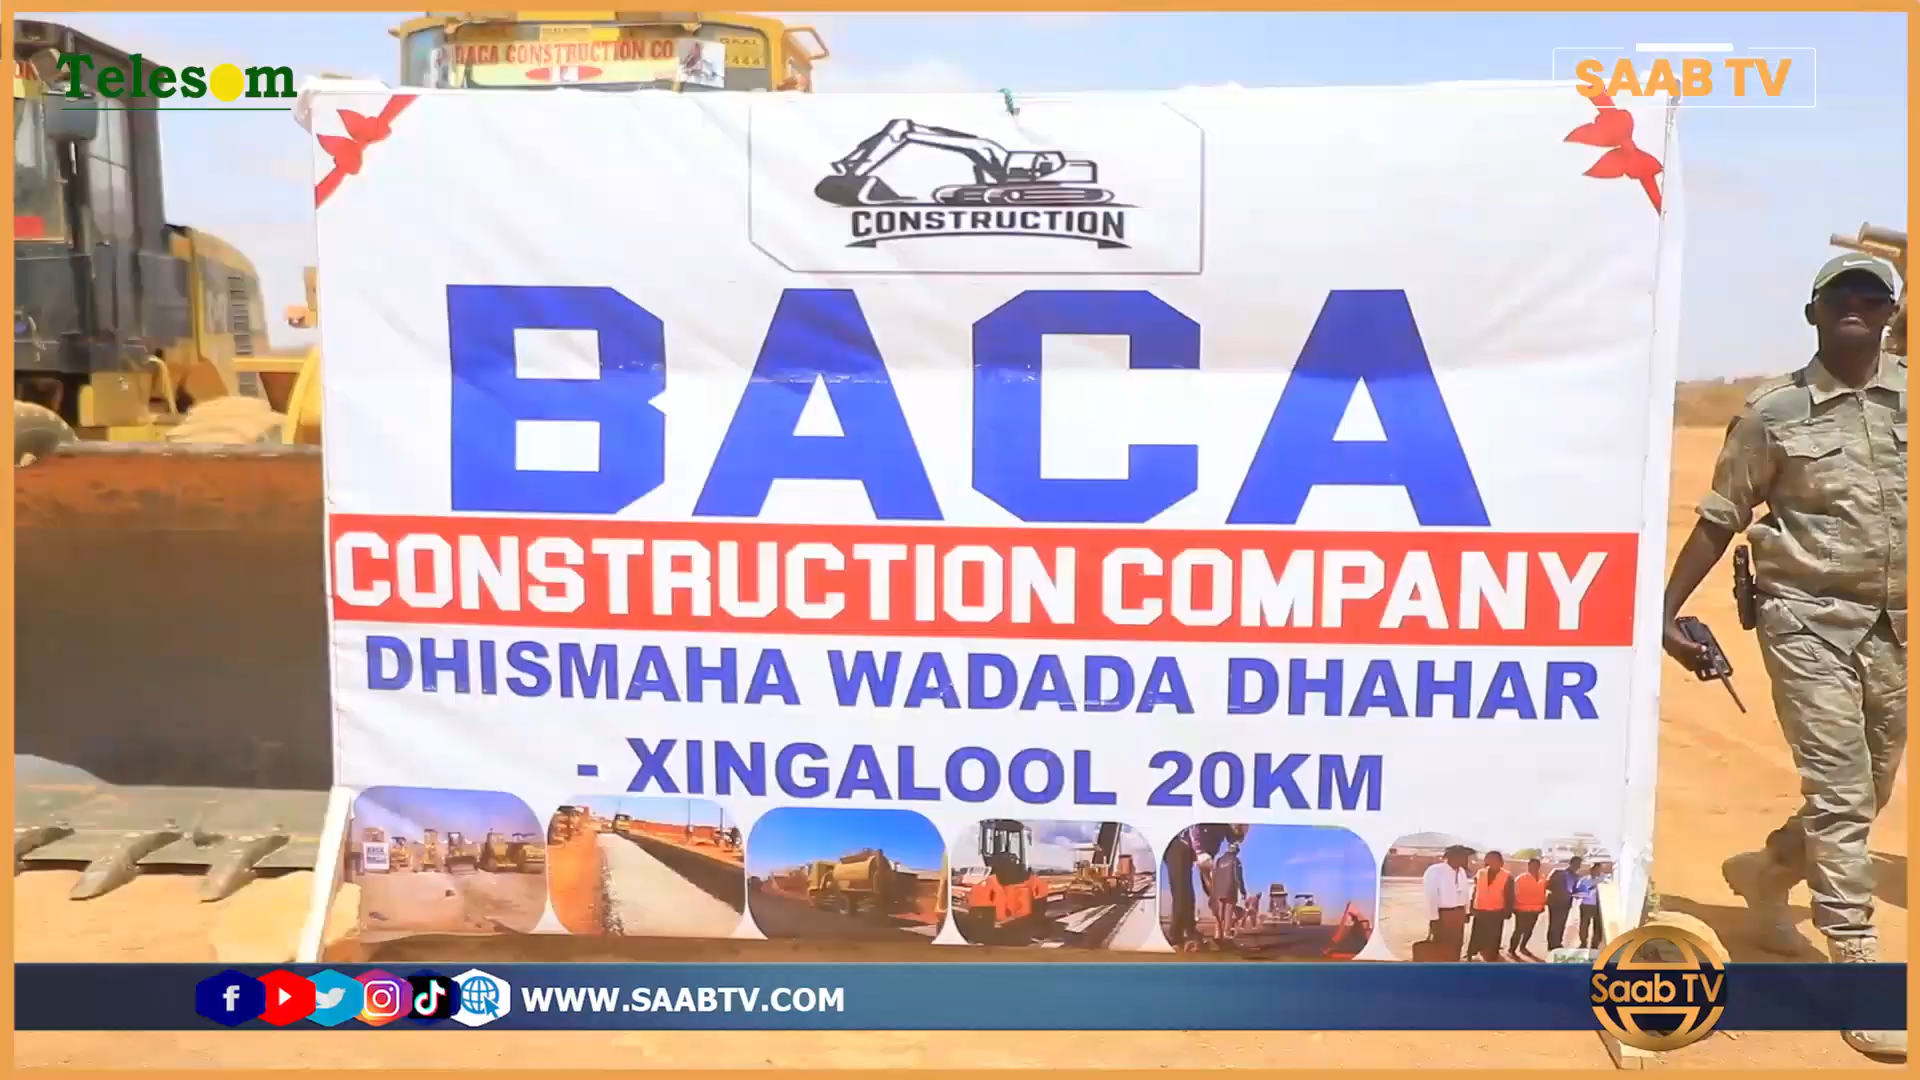 Telesom
BACA CONSTRUCTION CO
SAAB TV
CONSTRUCTION
BACA
CONSTRUCTION COMPANY
DHISMAHA WADADA DHAHAR
- XINGALOOL 20KM
WWW.SAABTV.COM
Saab TV